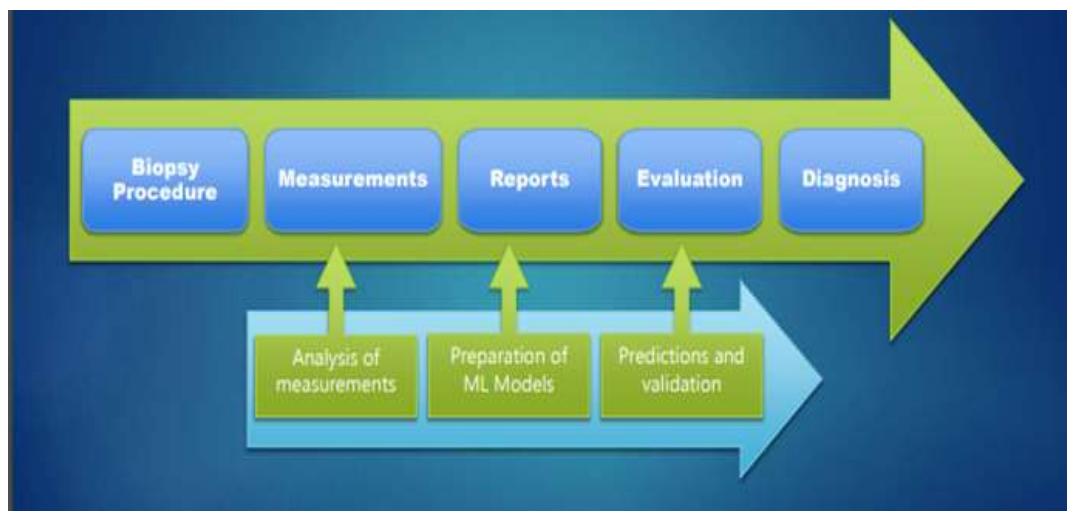 Biopsy
Procedure
Measurements
Reports
Evaluation
Diagnosis
Analysis of
measurements
Preparation of
ML Models
Predictions and
validation